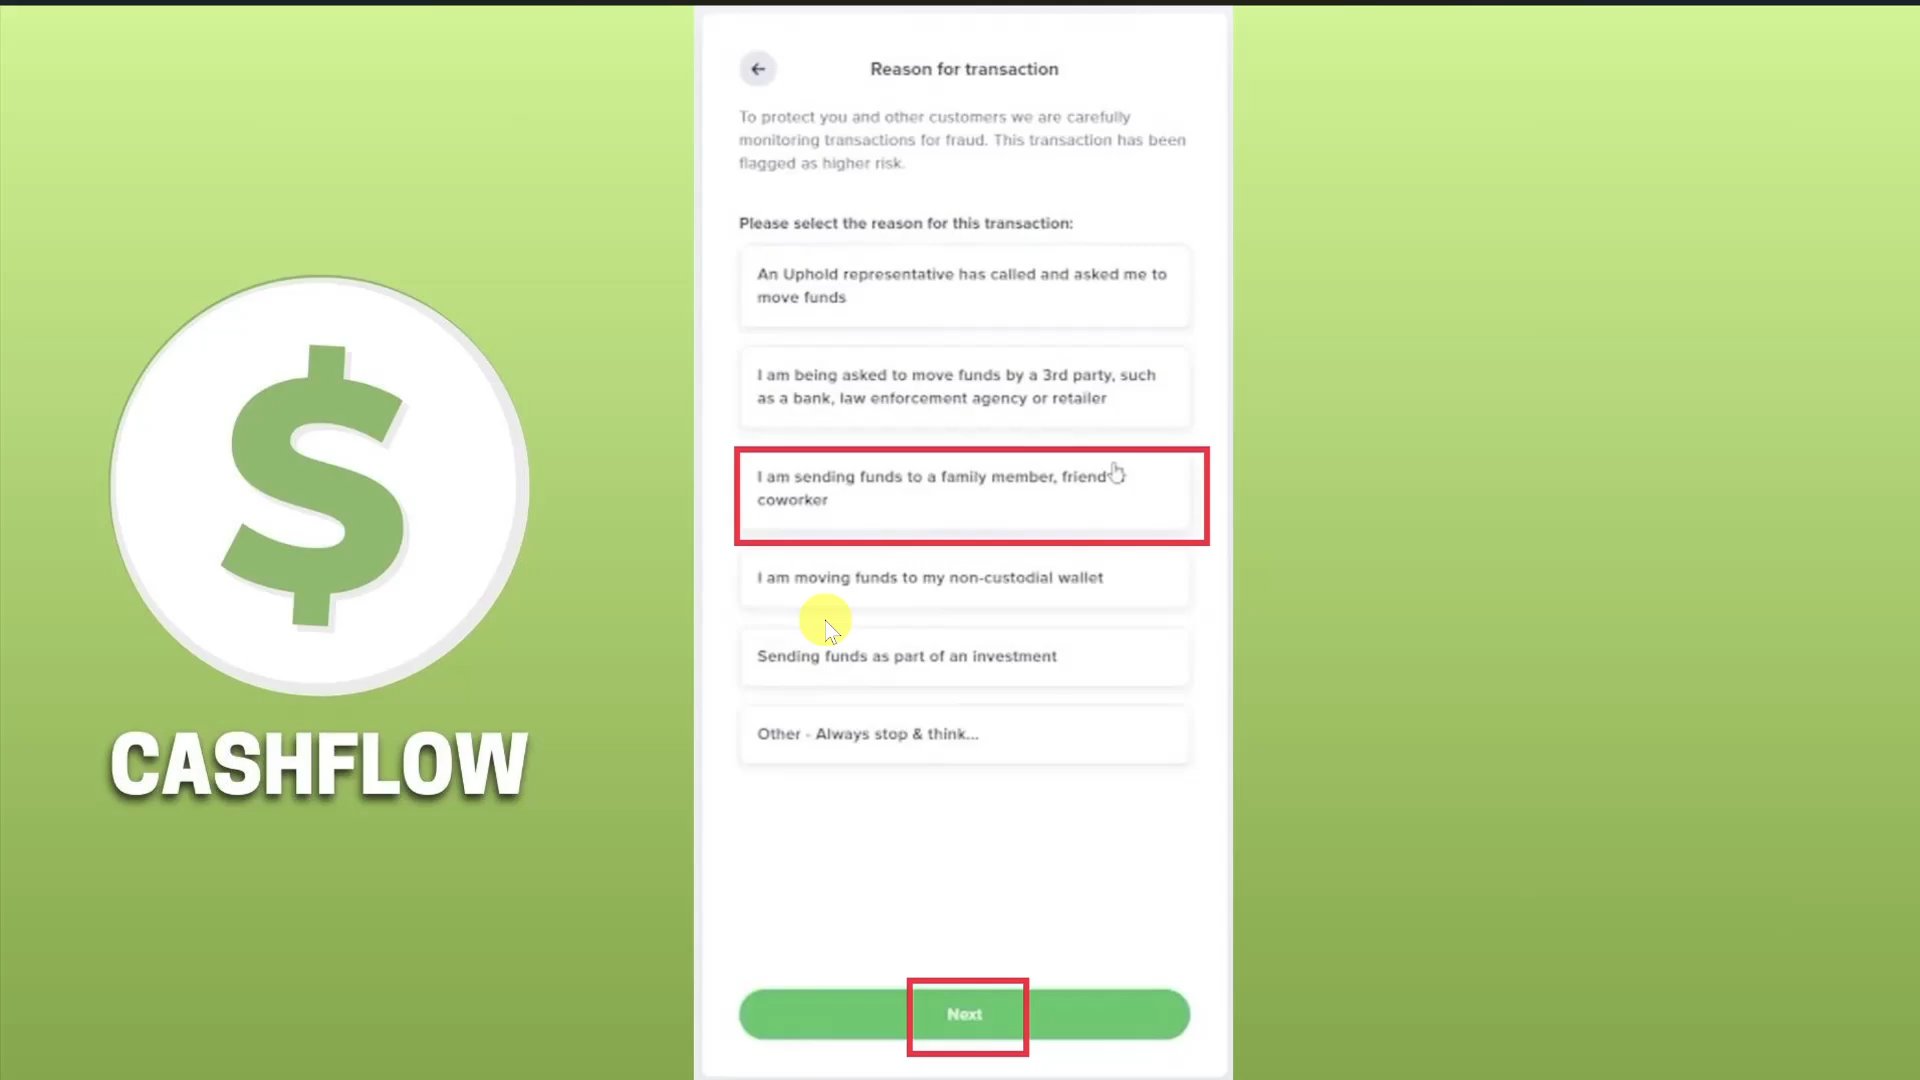 Reason for transaction
To protect you and other customers we are carefully
monitoring transactions for fraud. This transaction has been
flagged as higher risk.
Please select the reason for this transaction:
An Uphold representative has called and asked me to
move funds
I am being asked to move funds by a 3rd party, such
as a bank, law enforcement agency or retailer
I am sending funds to a family member, friend
coworker
I am moving funds to my non-custodial wallet
Sending funds as part of an investment
Other - Always stop & think...
Next
$
CASHFLOW